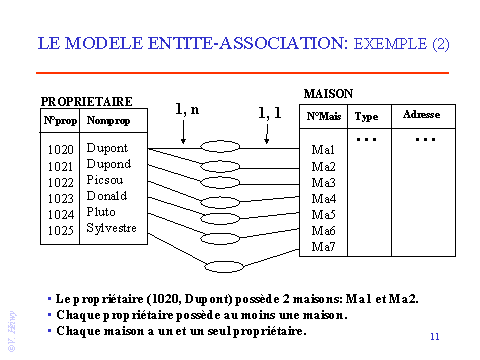 LE MODELE ENTITE-ASSOCIATION: EXEMPLE (2)
PROPRIETAIRE
N°prop Nomprop
1020 Dupont
1021 Dupond
1022 Picsou
1023 Donald
1024 Pluto
1025 Sylvestre
1, n
1, 1
MAISON
N°Mais Type Adresse
... ...
Ma1
Ma2
Ma3
Ma4
Ma5
Ma6
Ma7
• Le propriétaire (1020, Dupont) possède 2 maisons: Ma1 et Ma2.
• Chaque propriétaire possède au moins une maison.
• Chaque maison a un et un seul propriétaire.
11